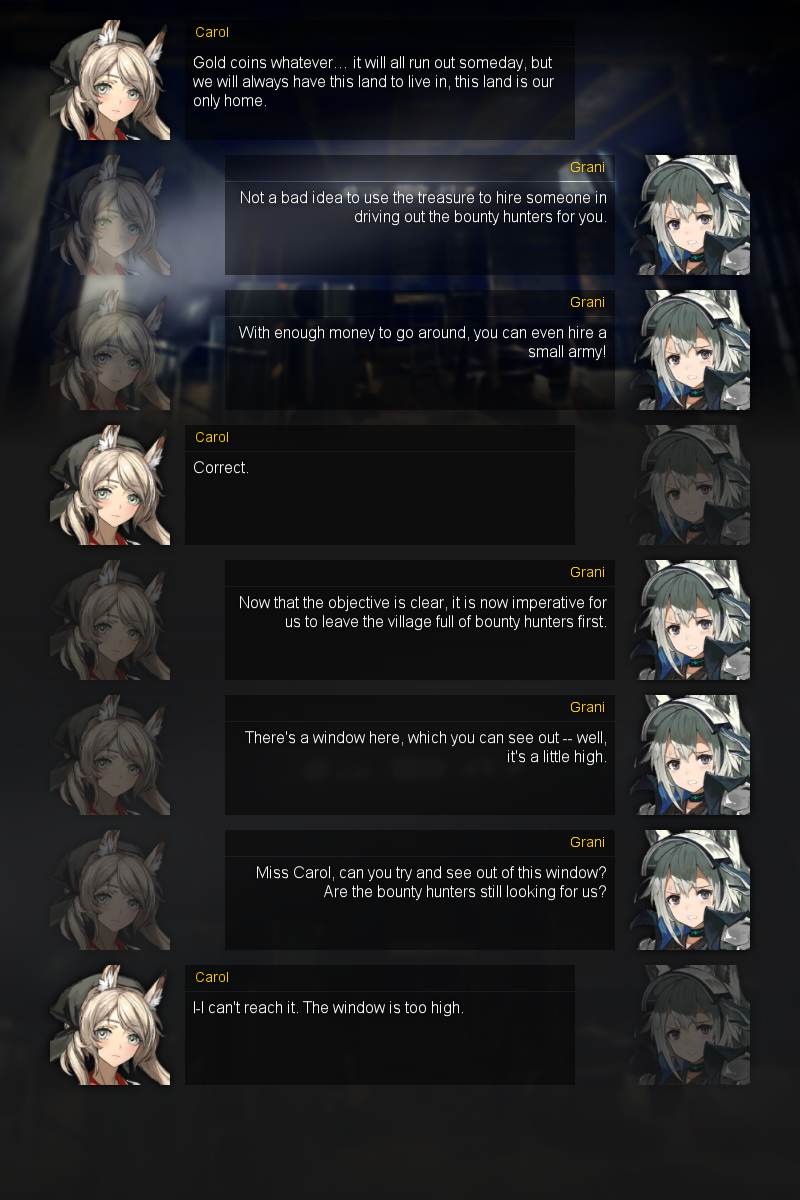 Carol
Gold coins whatever… it will all run out someday, but
we will always have this land to live in, this land is our
only home.
Grani
Not a bad idea to use the treasure to hire someone in
driving out the bounty hunters for you.
Grani
With enough money to go around, you can even hire a
small army!
Carol
Correct.
Grani
Now that the objective is clear, it is now imperative for
us to leave the village full of bounty hunters first.
Grani
There's a window here, which you can see out -- well,
it's a little high.
Grani
Miss Carol, can you try and see out of this window?
Are the bounty hunters still looking for us?
Carol
I-I can't reach it. The window is too high.